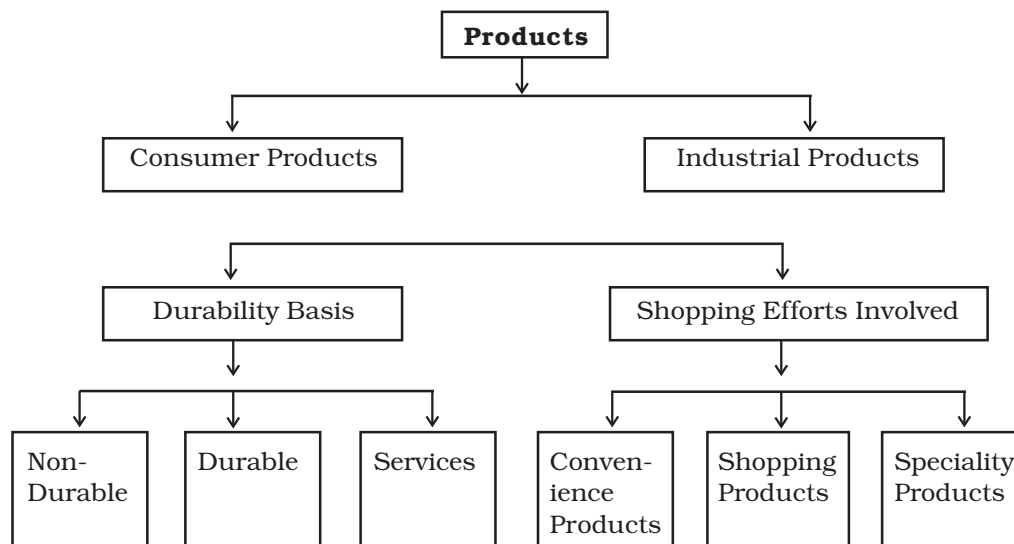 Products
Consumer Products
Industrial Products
Durability Basis
Shopping Efforts Involved
Non-
Durable
Durable
Services
Conven-
ience
Products
Shopping
Products
Speciality
Products